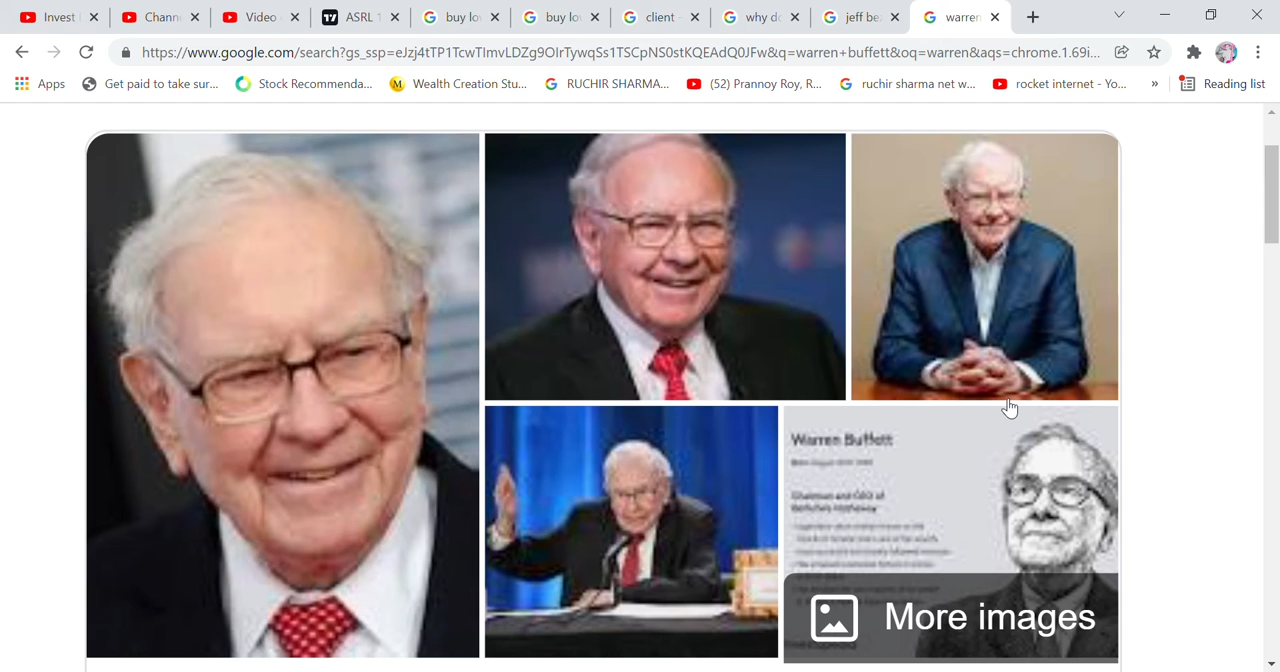 Invest
Chann
Video
ASRL 1
buy lo
buy lo
client -
why do
jeff be
warren
https://www.google.com/search?gs_ssp=eJzj4tTP1TcwTImvLDZg9OIrTywqSs1TSCpNS0stKQEAdQ0JFw&q=warren+buffett&oq=warren&aqs=chrome.1.69i...
Apps
Get paid to take sur...
Stock Recommenda...
Wealth Creation Stu...
RUCHIR SHARMA...
(52) Prannoy Roy, R...
ruchir sharma net w...
rocket internet - Yo...
»
Reading list
Warren Buffett
Chairman and CEO of
Berkshire Hathaway
More images